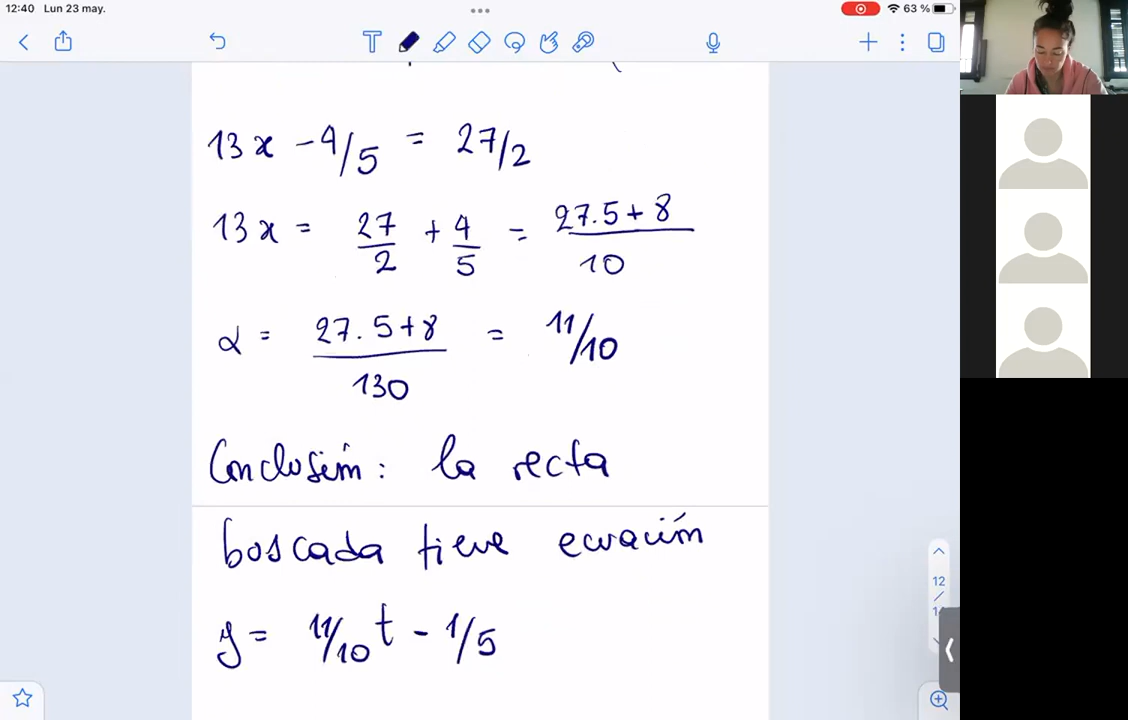 12:40 Lun 23 may.
63 %
13x - 4/5 = 27/2
13x = 27/2 + 4/5 = 27.5+8/10
α = 27.5+8/130 = 11/10
Conclusión: la recta
buscada tiene ecuación
y = 11/10 t - 1/5
12
/